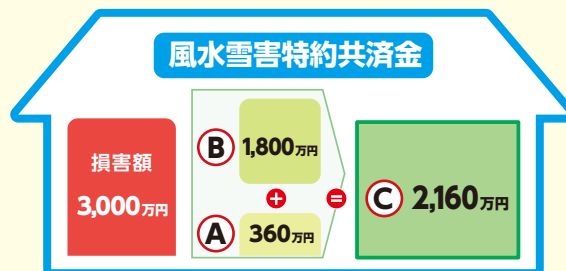 風水雪害特約共済金
損害額
3,000万円
B 1,800万円
+
A 360万円
=
C 2,160万円